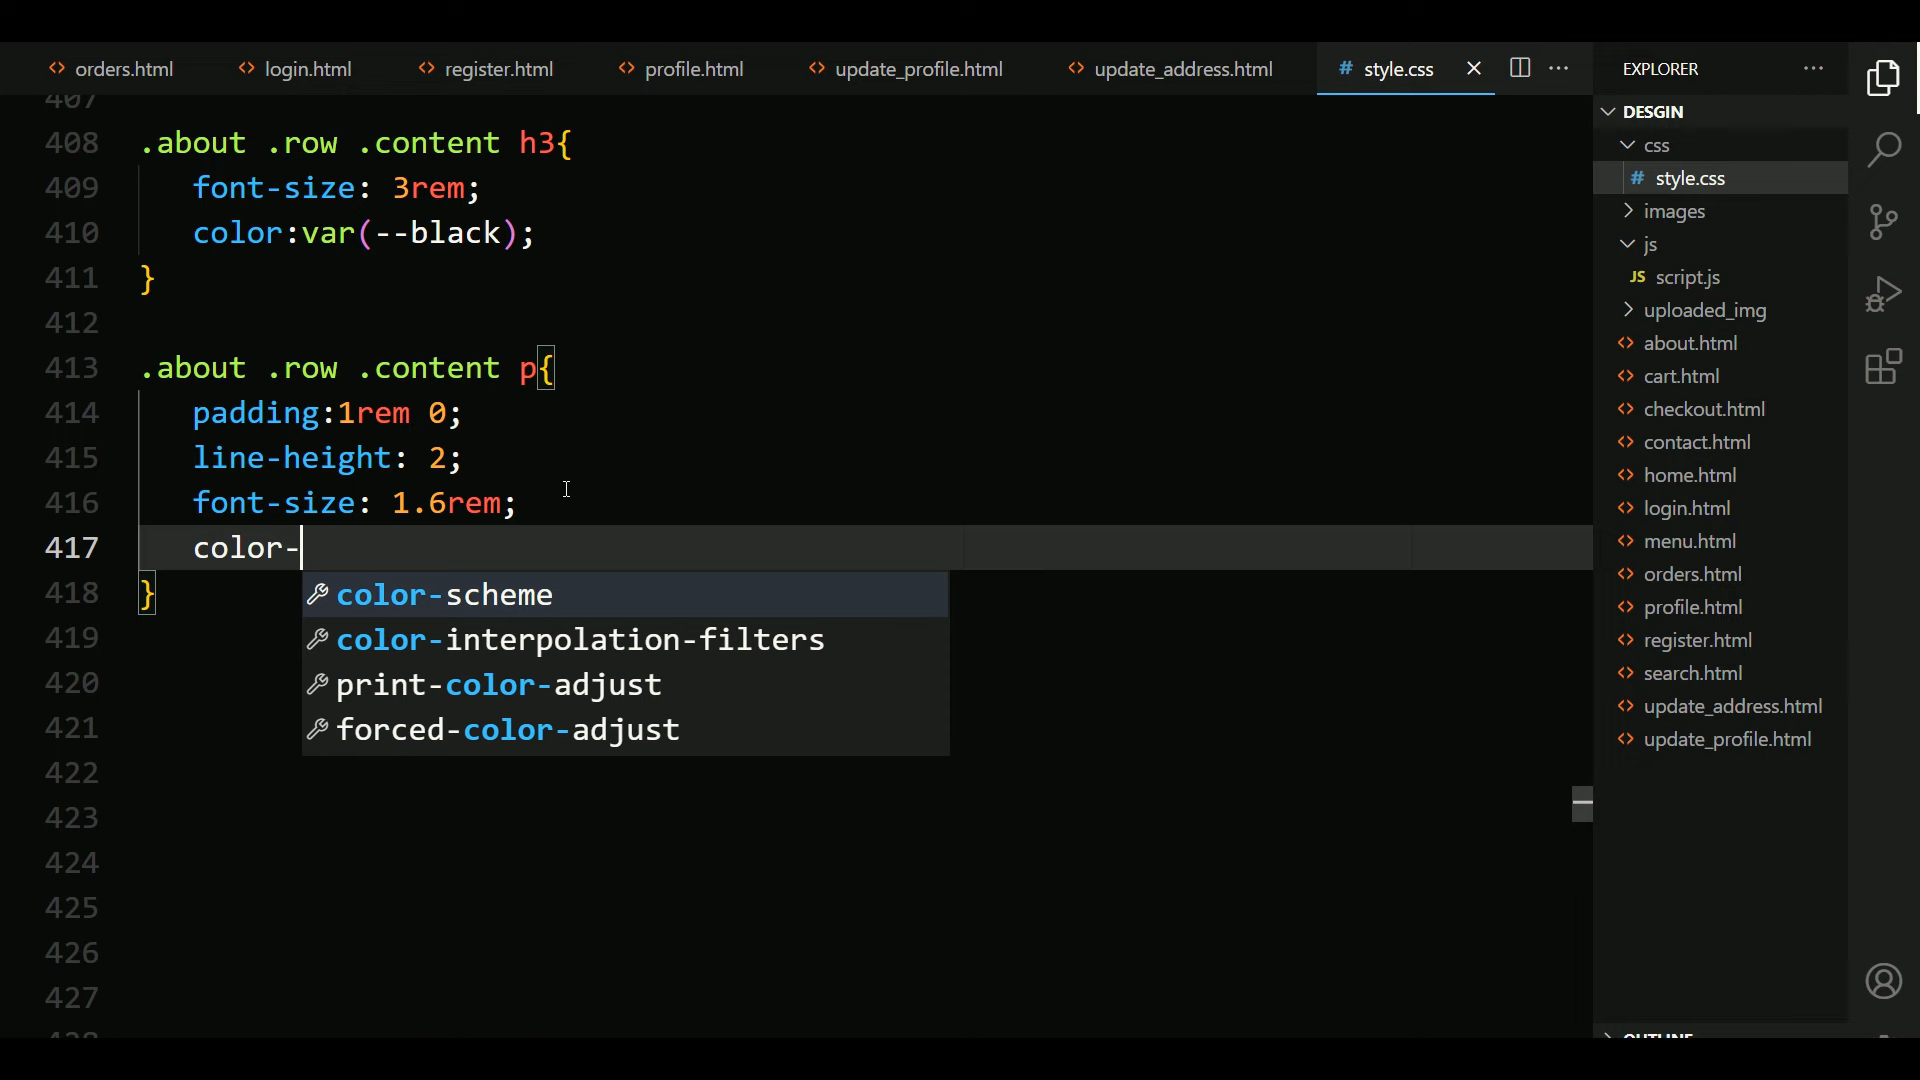 orders.html
login.html
register.html
profile.html
update_profile.html
update_address.html
# style.css
407
408 .about .row .content h3{
409 font-size: 3rem;
410 color:var(--black);
411 }
412
413 .about .row .content p{
414 padding:1rem 0;
415 line-height: 2;
416 font-size: 1.6rem;
417 color-
418 }
419
420
421
422
423
424
425
426
427
428
color-scheme
color-interpolation-filters
print-color-adjust
forced-color-adjust
EXPLORER
DESGIN
css
# style.css
images
js
JS script.js
uploaded_img
about.html
cart.html
checkout.html
contact.html
home.html
login.html
menu.html
orders.html
profile.html
register.html
search.html
update_address.html
update_profile.html
OUTLINE